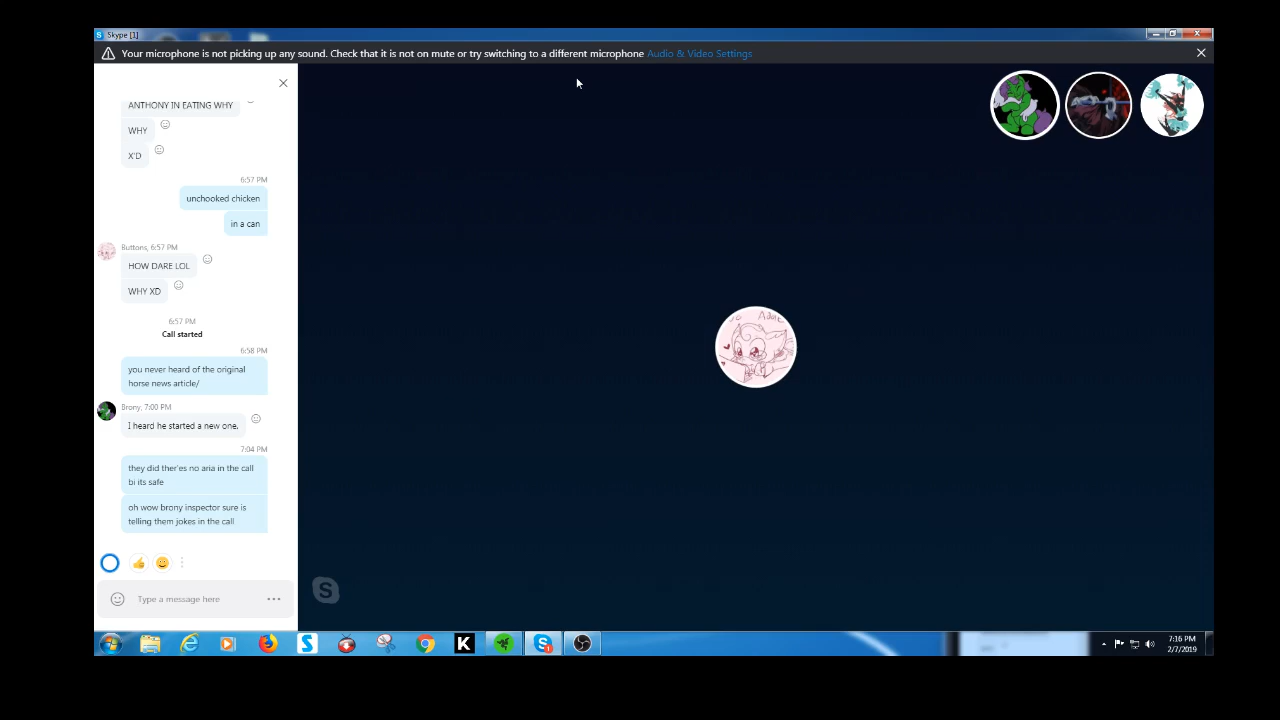 Skype [1]
Your microphone is not picking up any sound. Check that it is not on mute or try switching to a different microphone Audio & Video Settings
ANTHONY IN EATING WHY
WHY
X'D
6:57 PM
unchooked chicken
in a can
Buttons, 6:57 PM
HOW DARE LOL
WHY XD
6:57 PM
Call started
6:58 PM
you never heard of the original
horse news article/
Brony, 7:00 PM
I heard he started a new one.
7:04 PM
they did ther'es no aria in the call
bi its safe
oh wow brony inspector sure is
telling them jokes in the call
Type a message here
7:16 PM
2/7/2019